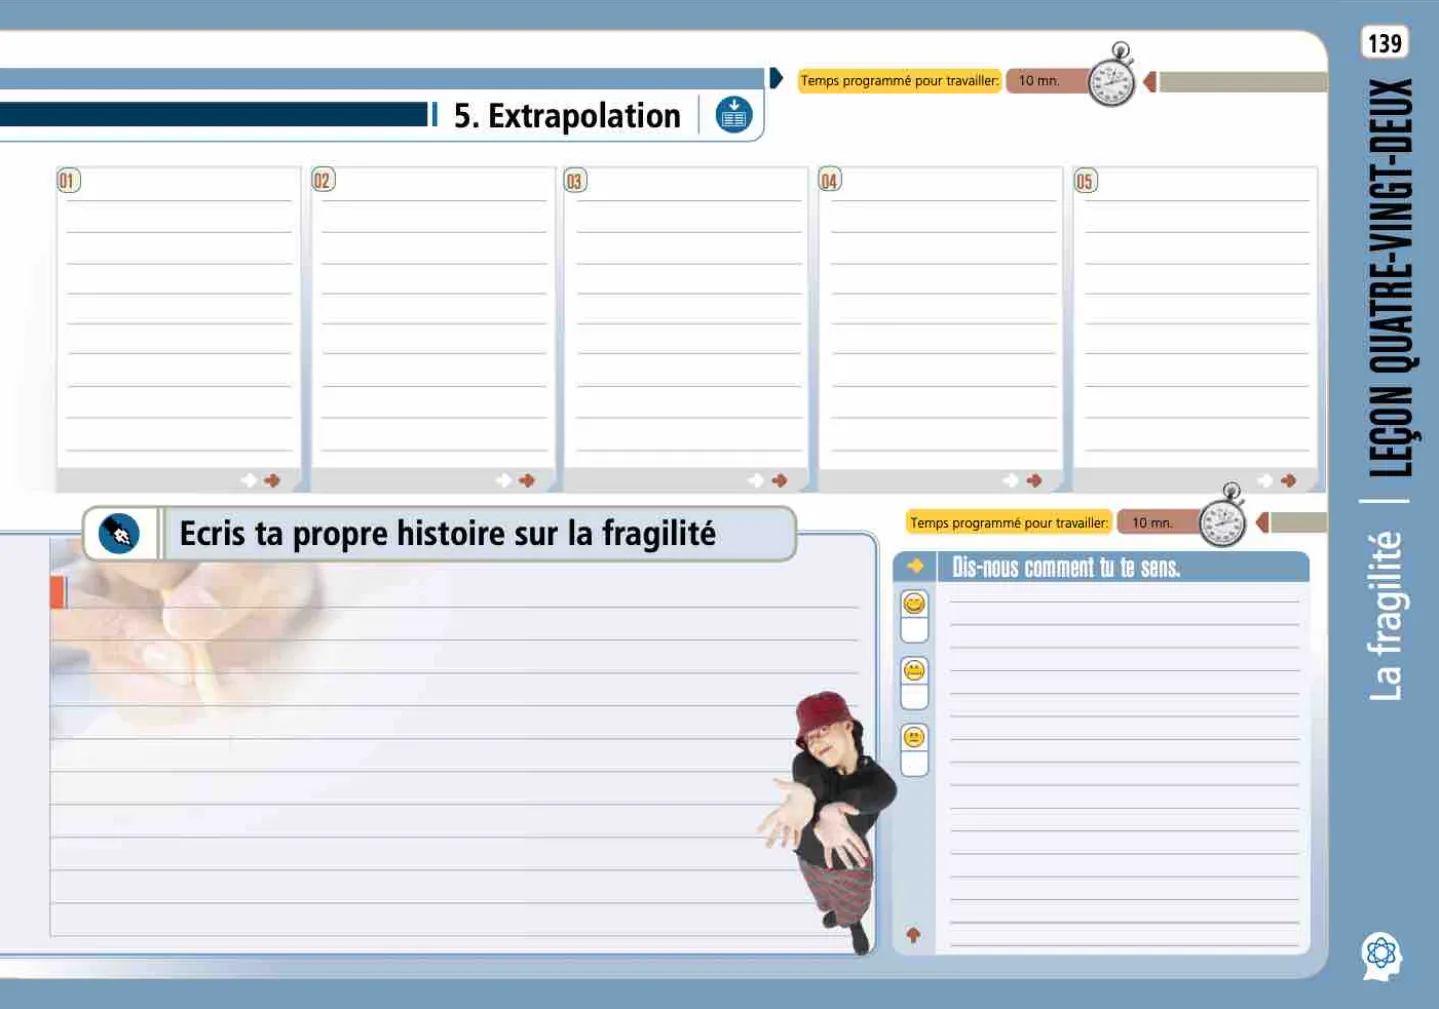 139
Temps programmé pour travailler: 10 mn.
5. Extrapolation
01 02 03 04 05
Ecris ta propre histoire sur la fragilité
Temps programmé pour travailler: 10 mn.
Dis-nous comment tu te sens.
La fragilité | LEÇON QUATRE-VINGT-DEUX